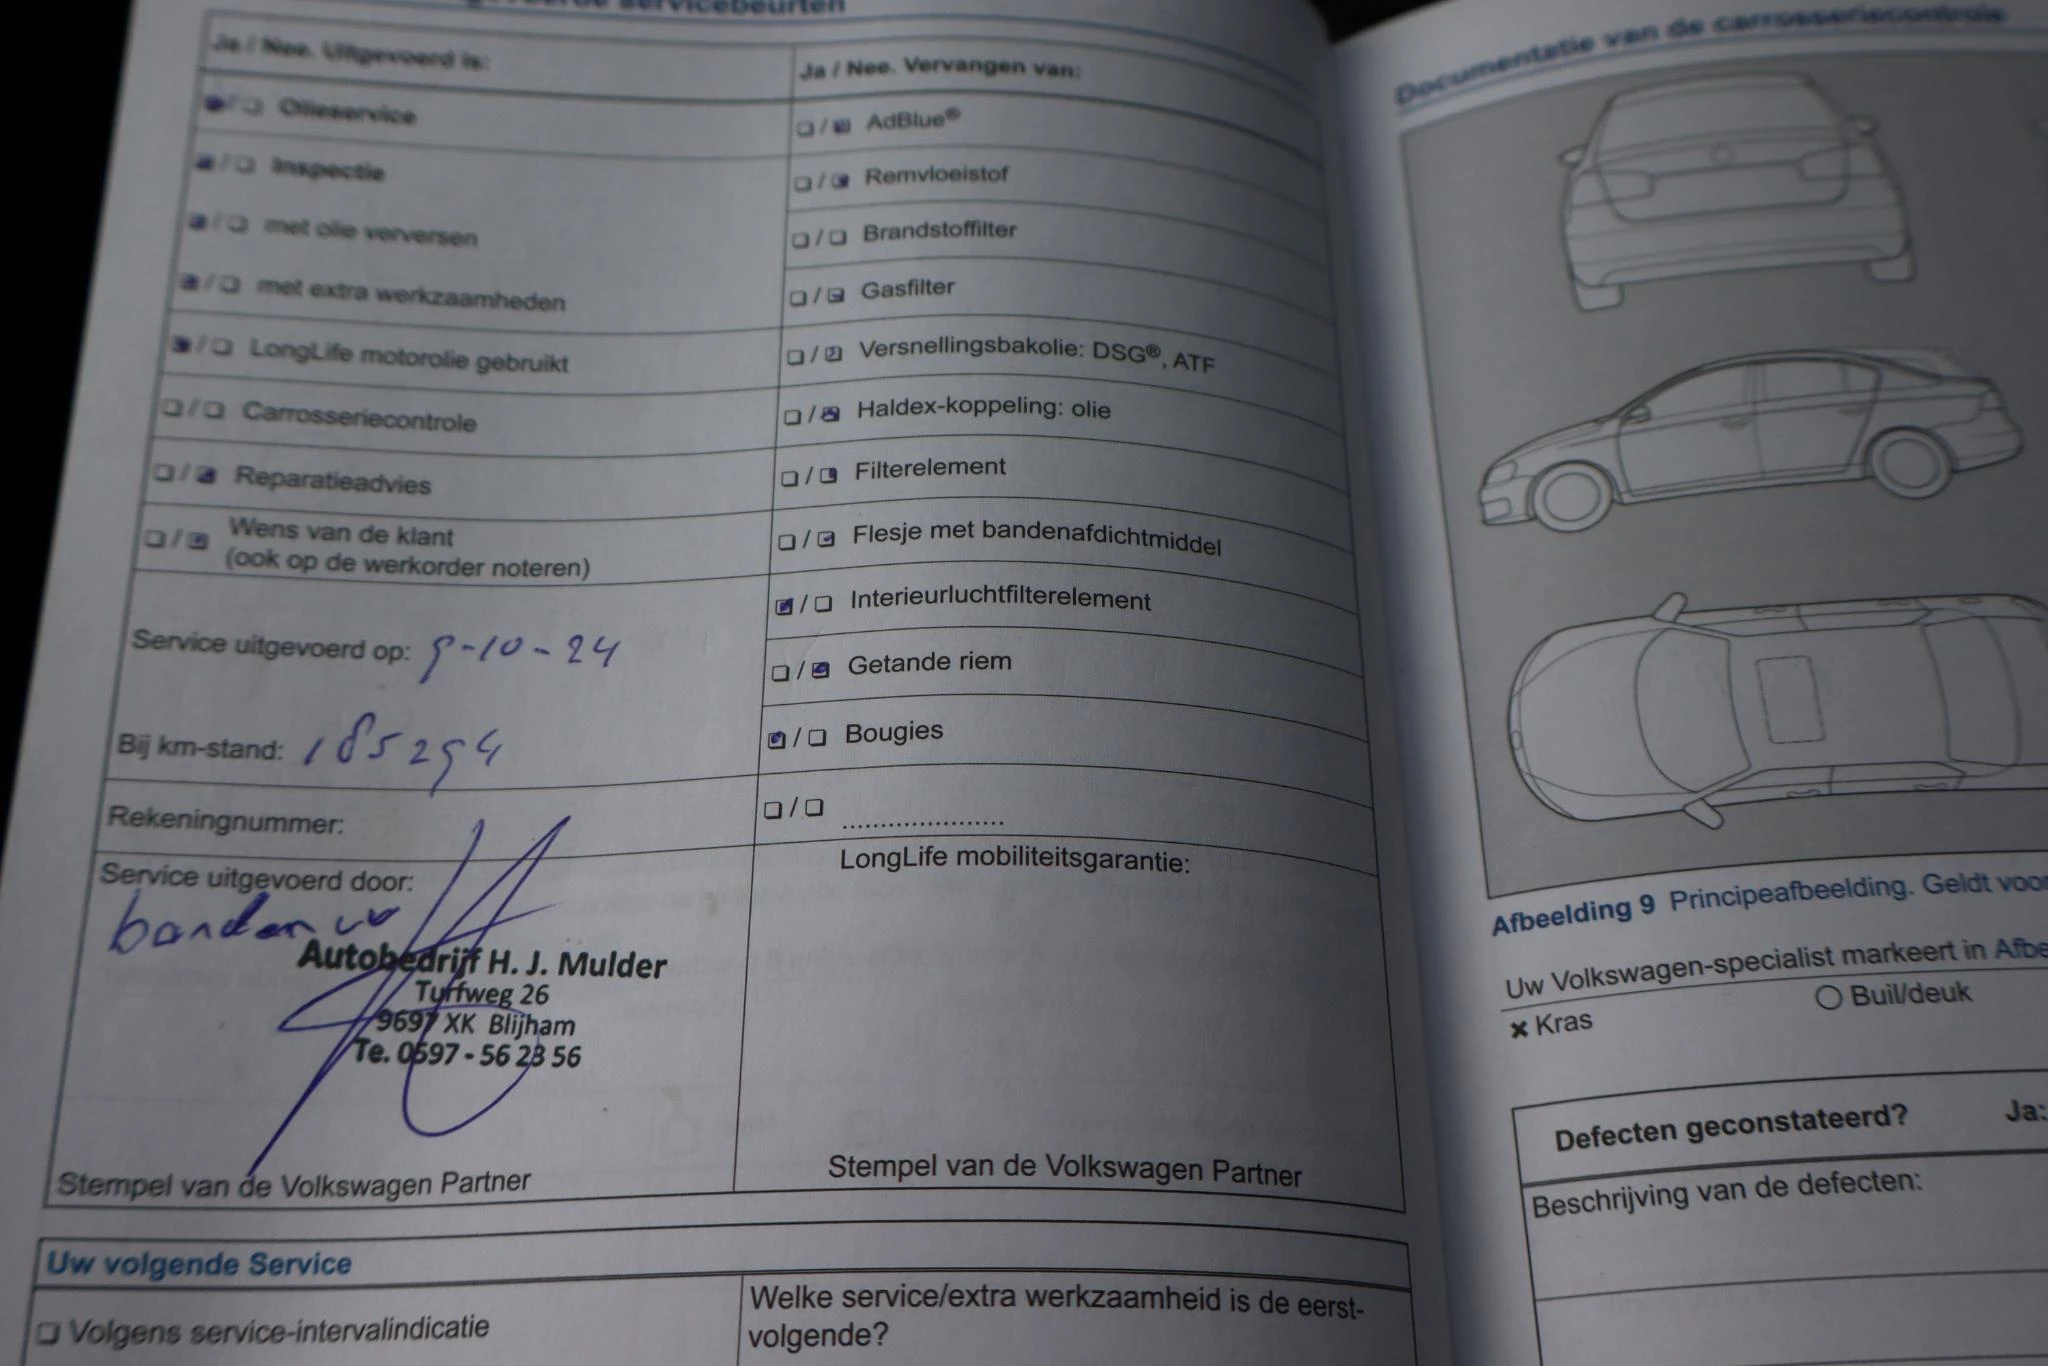 servicebeurten
Ja / Nee. Uitgevoerd is:
Olieservice
Inspectie
met olie verversen
met extra werkzaamheden
LongLife motorolie gebruikt
Carrosseriecontrole
Reparatieadvies
Wens van de klant
(ook op de werkorder noteren)
Service uitgevoerd op: 9-10-24
Bij km-stand: 185294
Rekeningnummer:
Service uitgevoerd door:
banden
Autobedrijf H. J. Mulder
Turfweg 26
9697 XK Blijham
Te. 0597 - 56 23 56
Stempel van de Volkswagen Partner
Ja / Nee. Vervangen van:
AdBlue®
Remvloeistof
Brandstoffilter
Gasfilter
Versnellingsbakolie: DSG®, ATF
Haldex-koppeling: olie
Filterelement
Flesje met bandenafdichtmiddel
Interieurluchtfilterelement
Getande riem
Bougies
....................
LongLife mobiliteitsgarantie:
Stempel van de Volkswagen Partner
Uw volgende Service
Volgens service-intervalindicatie
Welke service/extra werkzaamheid is de eerst-
volgende?
Documentatie van de carrosseriecontrole
Afbeelding 9 Principeafbeelding. Geldt voor
Uw Volkswagen-specialist markeert in Afbe
Kras
Buil/deuk
Defecten geconstateerd? Ja:
Beschrijving van de defecten: